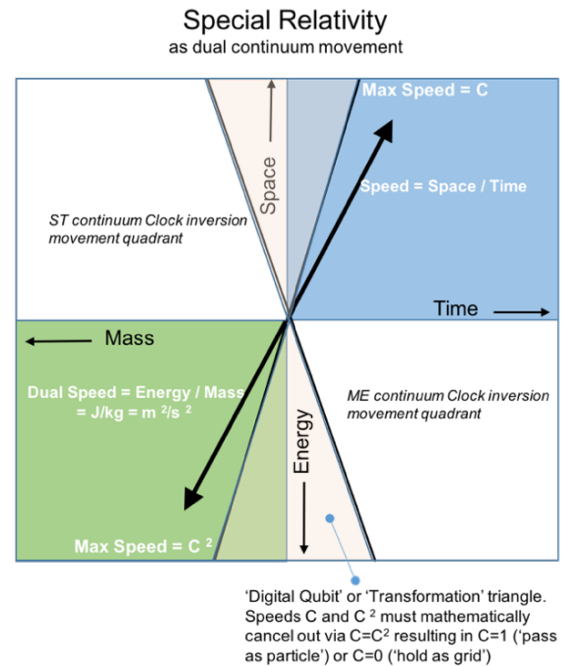 Special Relativity
as dual continuum movement
Max Speed = C
Space
Speed = Space / Time
ST continuum Clock inversion
movement quadrant
Time
Mass
Dual Speed = Energy / Mass
= J/kg = m ²/s ²
ME continuum Clock inversion
movement quadrant
Energy
Max Speed = C ²
‘Digital Qubit’ or ‘Transformation’ triangle.
Speeds C and C ² must mathematically
cancel out via C=C² resulting in C=1 (‘pass
as particle’) or C=0 (‘hold as grid’)